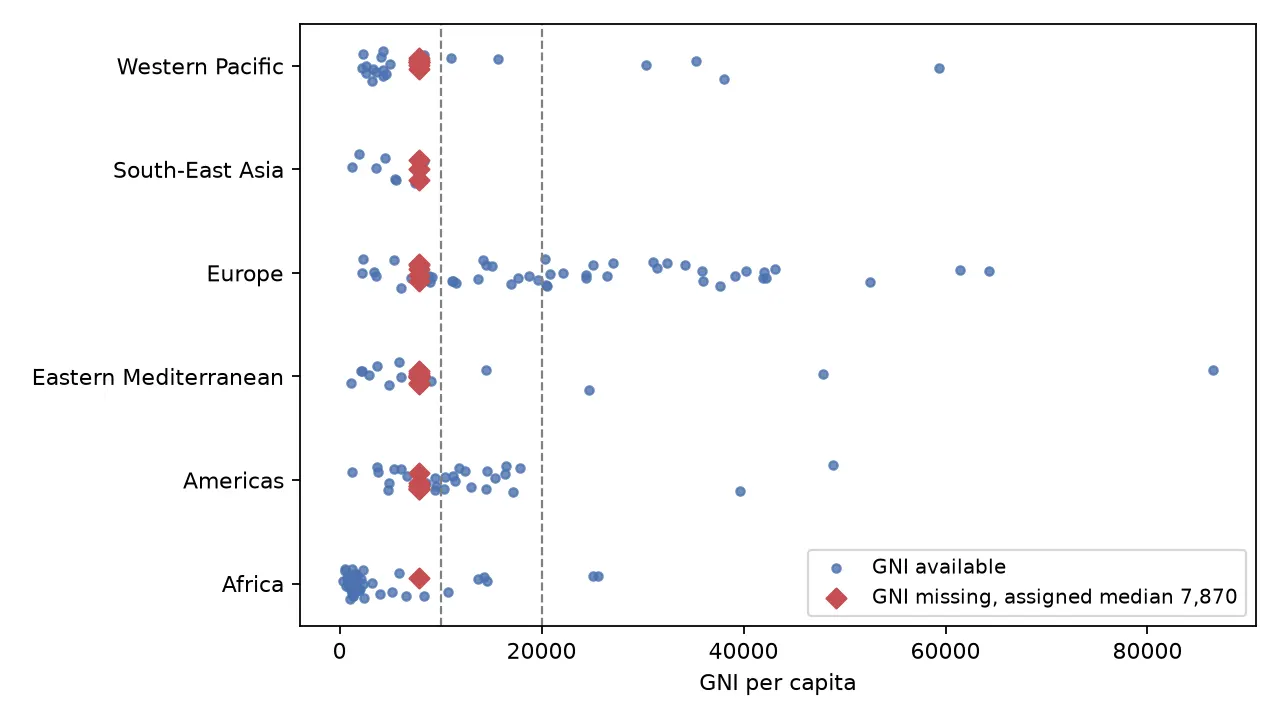 Western Pacific
South-East Asia
Europe
Eastern Mediterranean
Americas
Africa
GNI available
GNI missing, assigned median 7,870
0
20000
40000
60000
80000
GNI per capita